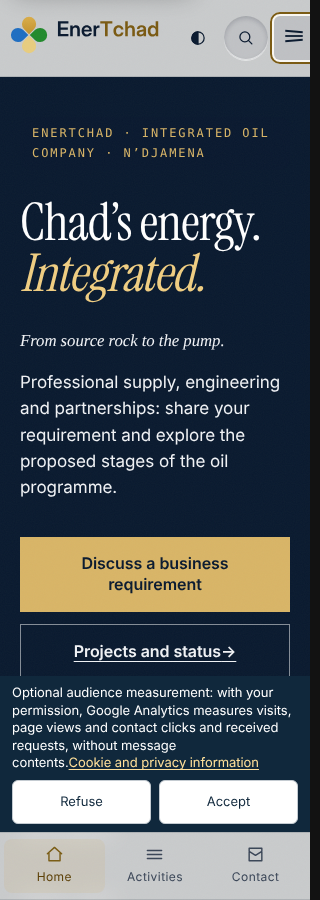 EnerTchad
ENERTCHAD · INTEGRATED OIL
COMPANY · N’DJAMENA
Chad’s energy.
Integrated.
From source rock to the pump.
Professional supply, engineering
and partnerships: share your
requirement and explore the
proposed stages of the oil
programme.
Discuss a business
requirement
Projects and status→
Optional audience measurement: with your
permission, Google Analytics measures visits,
page views and contact clicks and received
requests, without message
contents.Cookie and privacy information
Refuse Accept
Home Activities Contact